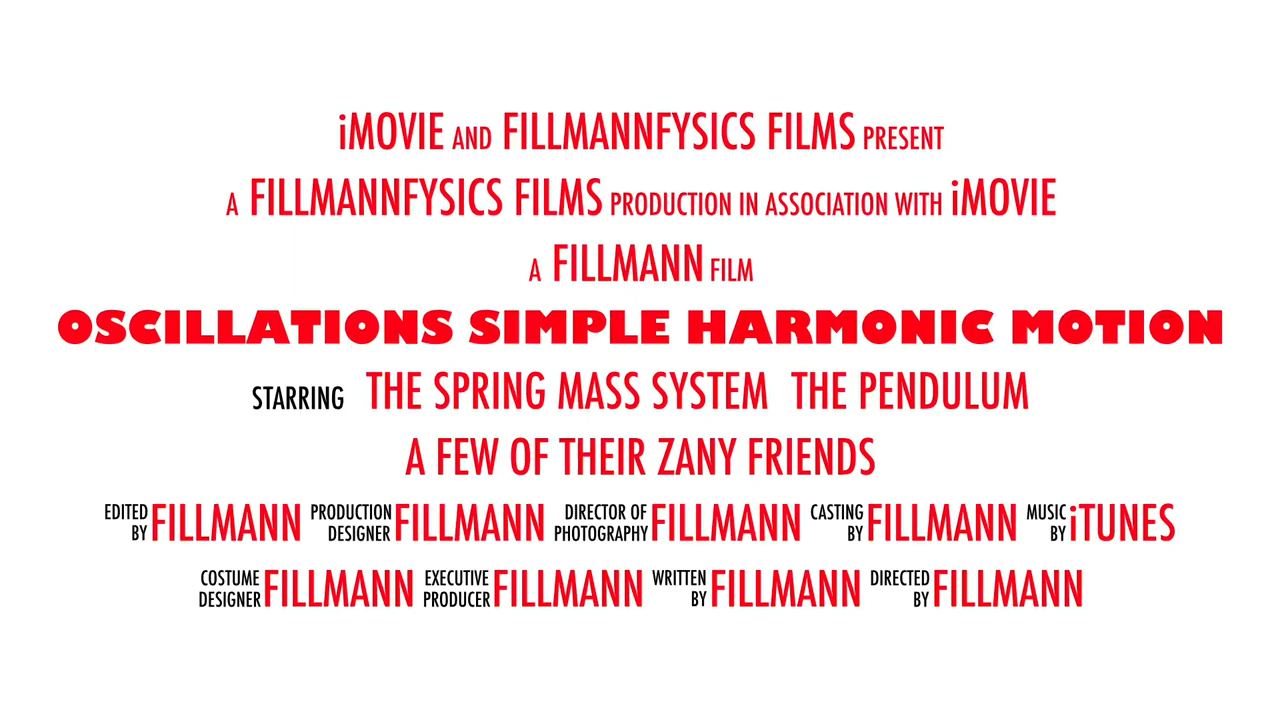 iMOVIE AND FILLMANNFYSICS FILMS PRESENT
A FILLMANNFYSICS FILMS PRODUCTION IN ASSOCIATION WITH iMOVIE
A FILLMANN FILM
OSCILLATIONS SIMPLE HARMONIC MOTION
STARRING THE SPRING MASS SYSTEM THE PENDULUM
A FEW OF THEIR ZANY FRIENDS
EDITED BY FILLMANN PRODUCTION DESIGNER FILLMANN DIRECTOR OF PHOTOGRAPHY FILLMANN CASTING BY FILLMANN MUSIC BY iTUNES
COSTUME DESIGNER FILLMANN EXECUTIVE PRODUCER FILLMANN WRITTEN BY FILLMANN DIRECTED BY FILLMANN